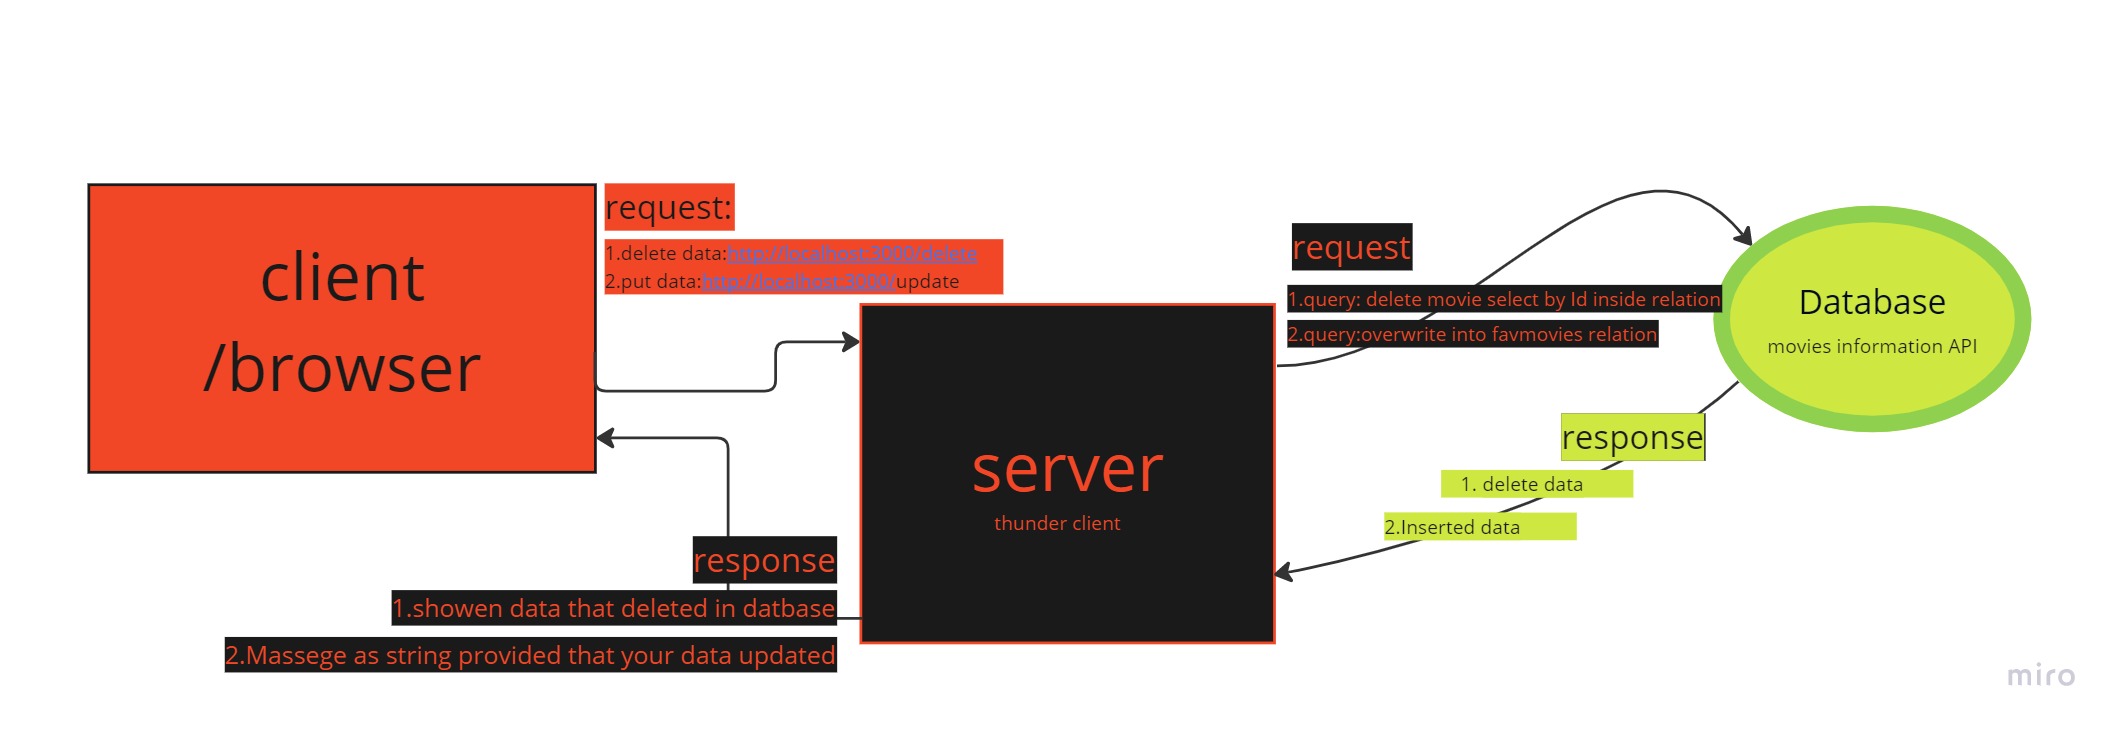 client
/browser
request:
1.delete data:http://localhost:3000/delete
2.put data:http://localhost:3000/update
server
thunder client
request
1.query: delete movie select by Id inside relation
2.query:overwrite into favmovies relation
Database
movies information API
response
1. delete data
2.Inserted data
response
1.showen data that deleted in datbase
2.Massege as string provided that your data updated
miro